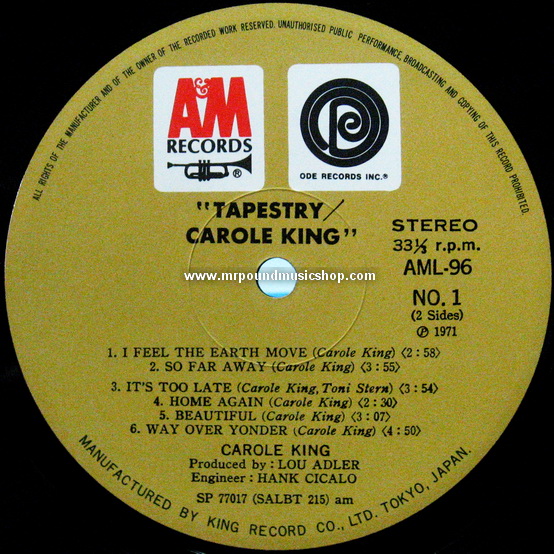 ALL RIGHTS OF THE MANUFACTURER AND OF THE OWNER OF THE RECORDED WORK RESERVED. UNAUTHORISED PUBLIC PERFORMANCE, BROADCASTING AND COPYING OF THIS RECORD PROHIBITED.
A&M
RECORDS
®
ODE RECORDS INC.®
"TAPESTRY/
CAROLE KING"
STEREO
33⅓ r.p.m.
AML-96
www.mrpoundmusicshop.com
NO. 1
(2 Sides)
Ⓟ 1971
1. I FEEL THE EARTH MOVE (Carole King) 〈2:58〉
2. SO FAR AWAY (Carole King) 〈3:55〉
3. IT'S TOO LATE (Carole King, Toni Stern) 〈3:54〉
4. HOME AGAIN (Carole King) 〈2:30〉
5. BEAUTIFUL (Carole King) 〈3:07〉
6. WAY OVER YONDER (Carole King) 〈4:50〉
CAROLE KING
Produced by : LOU ADLER
Engineer : HANK CICALO
SP 77017 (SALBT 215) am
MANUFACTURED BY KING RECORD CO., LTD. TOKYO, JAPAN.